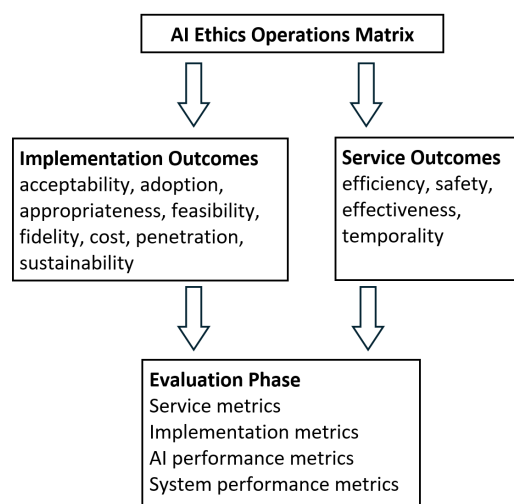 AI Ethics Operations Matrix
Implementation Outcomes
acceptability, adoption,
appropriateness, feasibility,
fidelity, cost, penetration,
sustainability
Service Outcomes
efficiency, safety,
effectiveness,
temporality
Evaluation Phase
Service metrics
Implementation metrics
AI performance metrics
System performance metrics